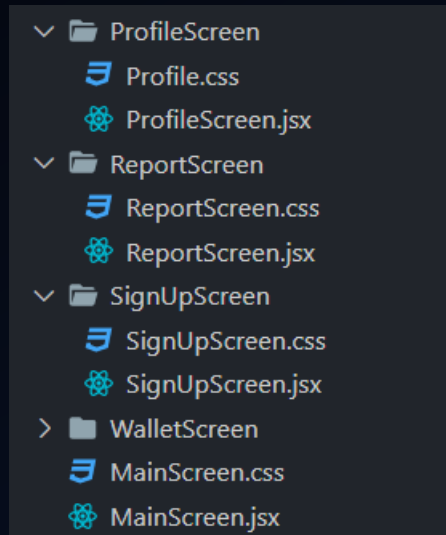 ProfileScreen
Profile.css
ProfileScreen.jsx
ReportScreen
ReportScreen.css
ReportScreen.jsx
SignUpScreen
SignUpScreen.css
SignUpScreen.jsx
WalletScreen
MainScreen.css
MainScreen.jsx